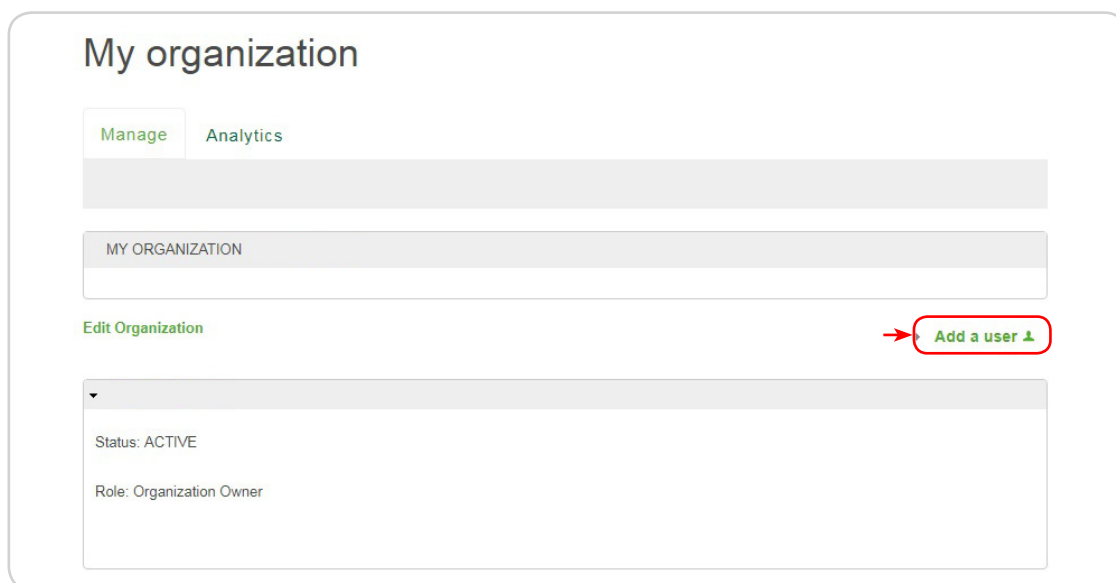 My organization
Manage
Analytics
MY ORGANIZATION
Edit Organization
Add a user
Status: ACTIVE
Role: Organization Owner